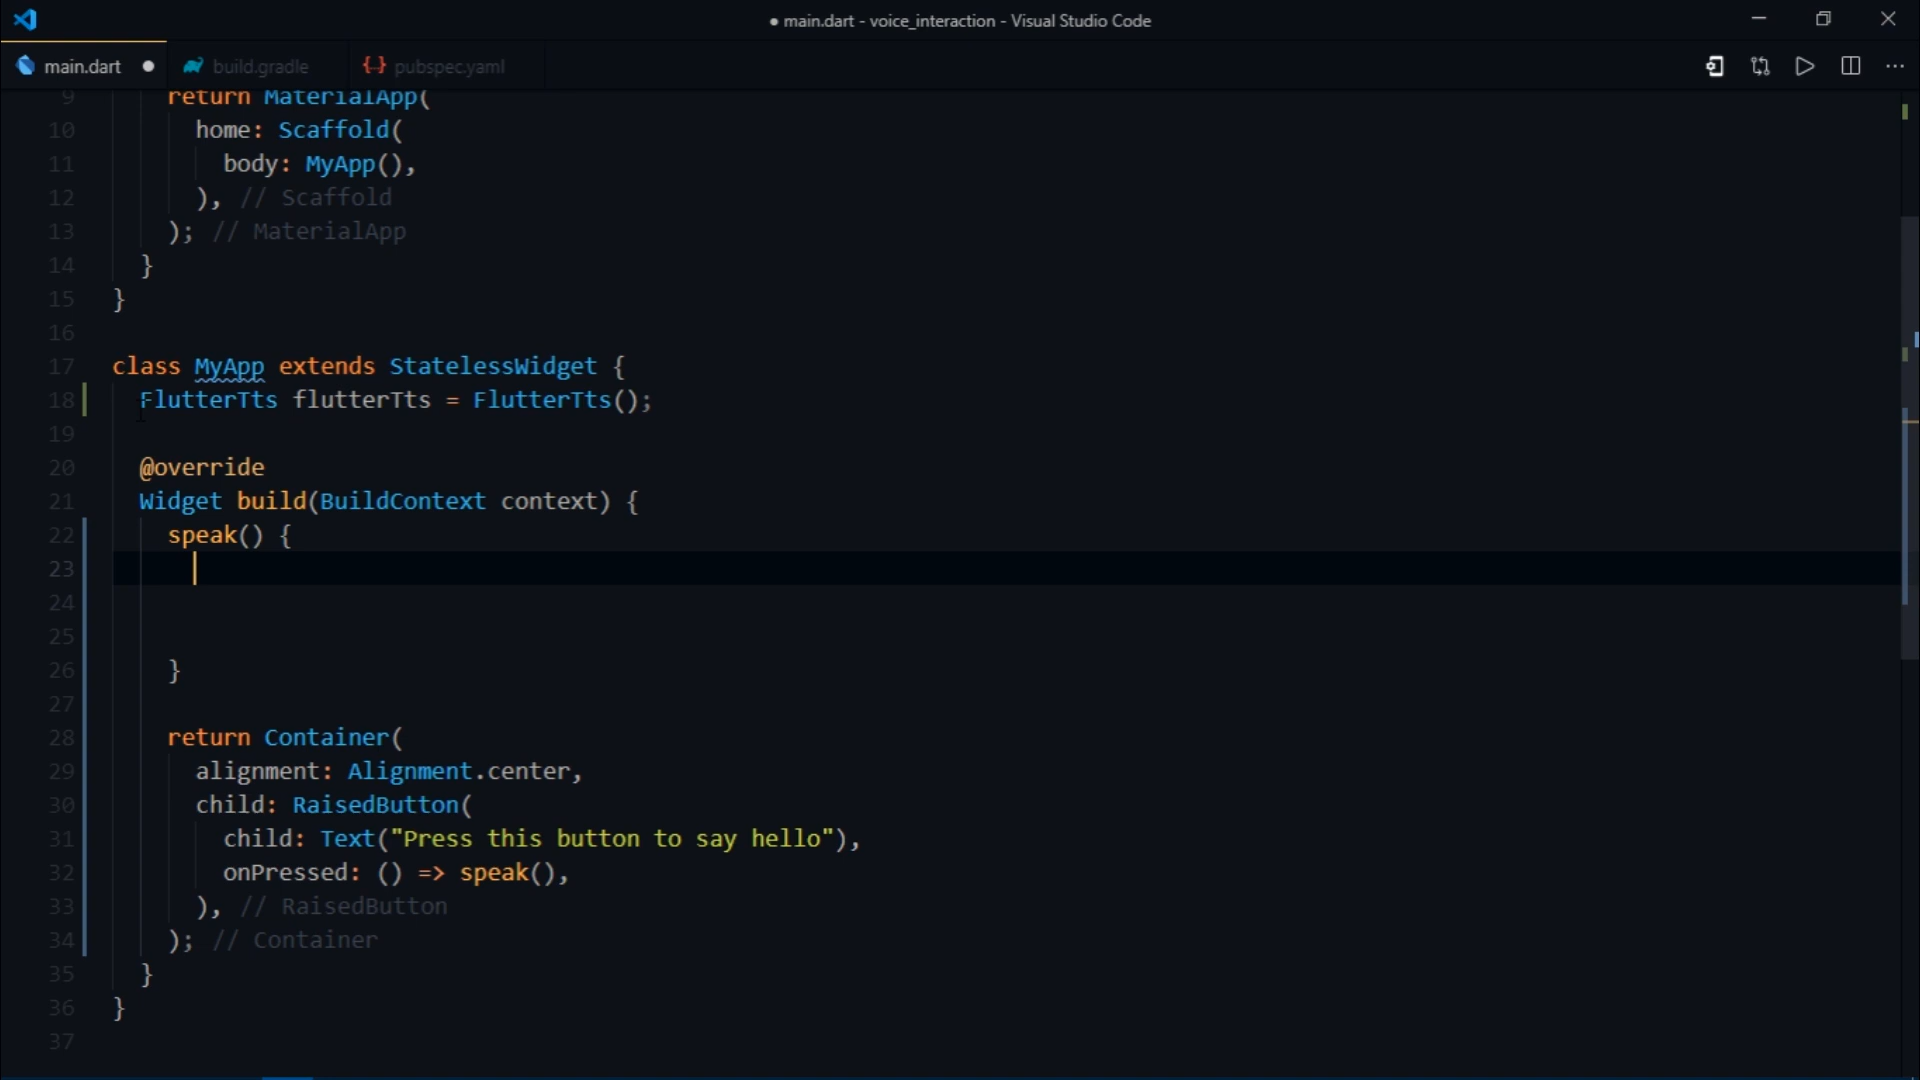 ● main.dart - voice_interaction - Visual Studio Code
main.dart ● build.gradle {··} pubspec.yaml
9 return MaterialApp(
10 home: Scaffold(
11 body: MyApp(),
12 ), // Scaffold
13 ); // MaterialApp
14 }
15 }
16
17 class MyApp extends StatelessWidget {
18 FlutterTts flutterTts = FlutterTts();
19
20 @override
21 Widget build(BuildContext context) {
22 speak() {
23
24
25
26 }
27
28 return Container(
29 alignment: Alignment.center,
30 child: RaisedButton(
31 child: Text("Press this button to say hello"),
32 onPressed: () => speak(),
33 ), // RaisedButton
34 ); // Container
35 }
36 }
37